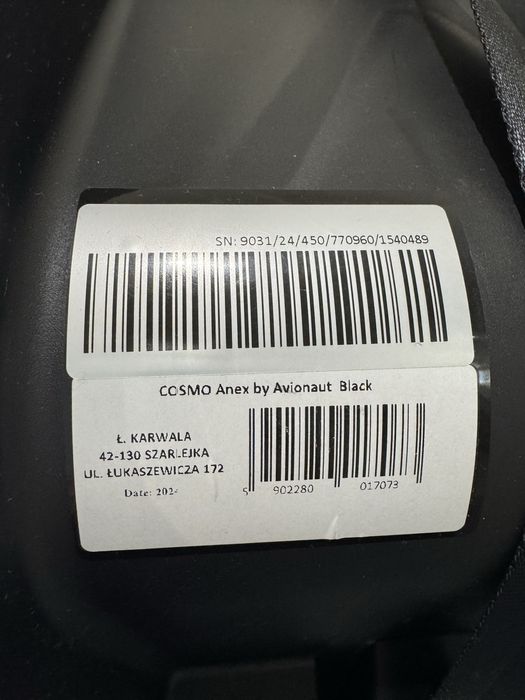 SN: 9031/24/450/770960/1540489
COSMO Anex by Avionaut Black
Ł. KARWALA
42-130 SZARLEJKA
UL. ŁUKASZEWICZA 172
Date:
5 902280 017073